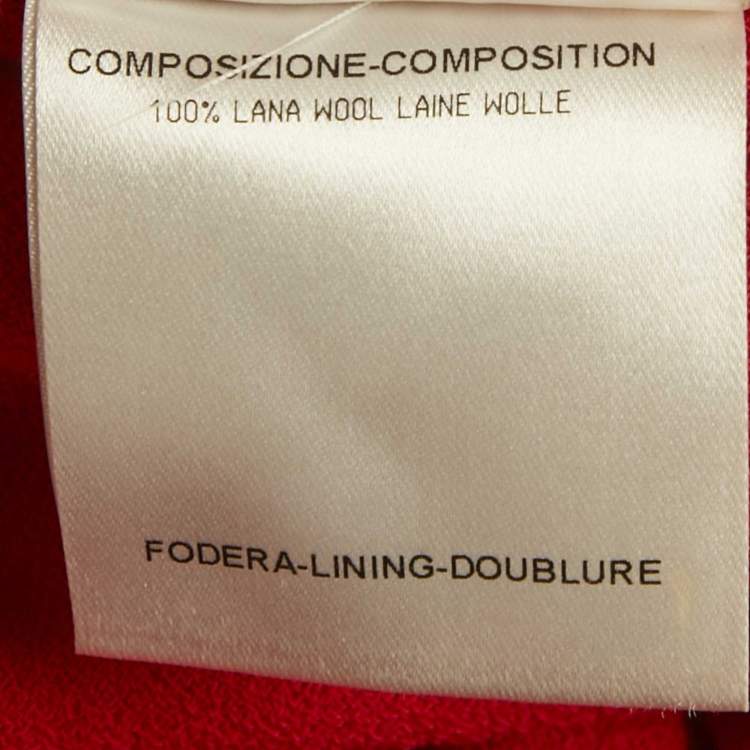 COMPOSIZIONE-COMPOSITION
100% LANA WOOL LAINE WOLLE
FODERA-LINING-DOUBLURE